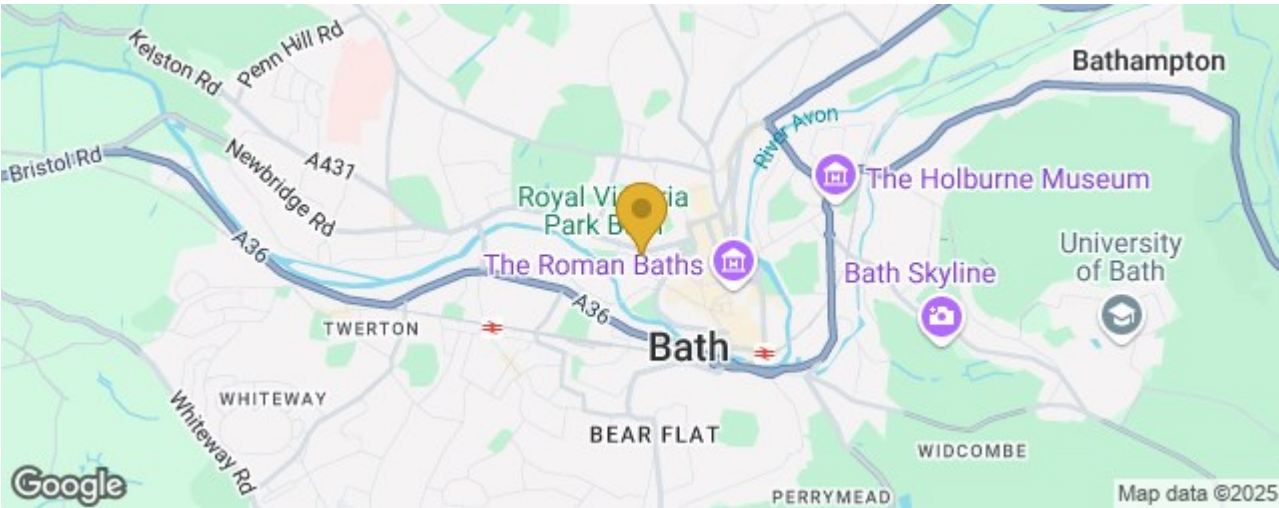 Kelston Rd
Penn Hill Rd
Bathampton
River Avon
Bristol Rd
Newbridge Rd
A431
The Holburne Museum
Royal Victoria
Park Bath
A36
The Roman Baths
University
of Bath
Bath Skyline
A36
TWERTON
Bath
WHITEWAY
Whiteway Rd
BEAR FLAT
WIDCOMBE
PERRYMEAD
Google
Map data ©2025